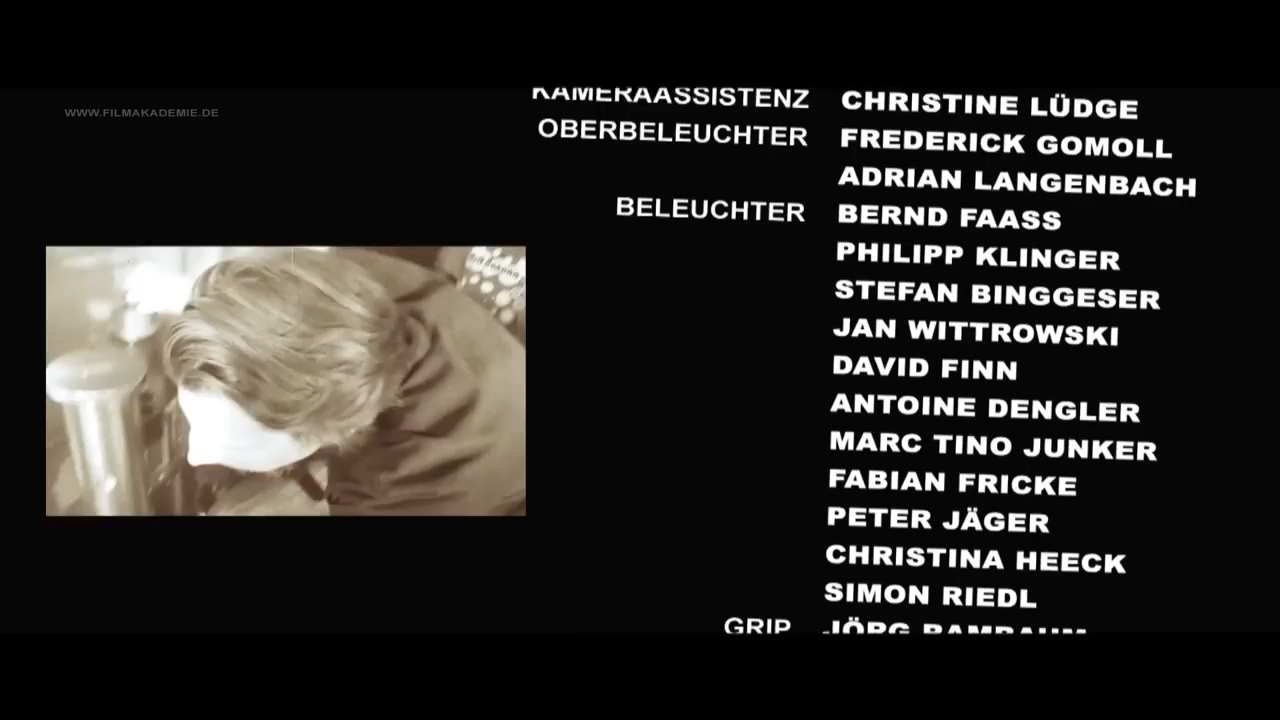 WWW.FILMAKADEMIE.DE
KAMERAASSISTENZ CHRISTINE LÜDGE
OBERBELEUCHTER FREDERICK GOMOLL
ADRIAN LANGENBACH
BELEUCHTER BERND FAASS
PHILIPP KLINGER
STEFAN BINGGESER
JAN WITTROWSKI
DAVID FINN
ANTOINE DENGLER
MARC TINO JUNKER
FABIAN FRICKE
PETER JÄGER
CHRISTINA HEECK
SIMON RIEDL
GRIP JÖRG